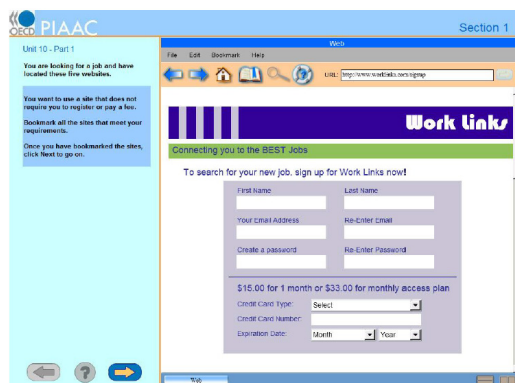 OECD PIAAC
Section 1
Unit 10 - Part 1
You are looking for a job and have
located these five websites.
You want to use a site that does not
require you to register or pay a fee.
Bookmark all the sites that meet your
requirements.
Once you have bookmarked the sites,
click Next to go on.
Web
File Edit Bookmark Help
URL:
Work Links
Connecting you to the BEST Jobs
To search for your new job, sign up for Work Links now!
First Name Last Name
Your Email Address Re-Enter Email
Create a password Re-Enter Password
$15.00 for 1 month or $33.00 for monthly access plan
Credit Card Type: Select
Credit Card Number:
Expiration Date: Month Year
Web